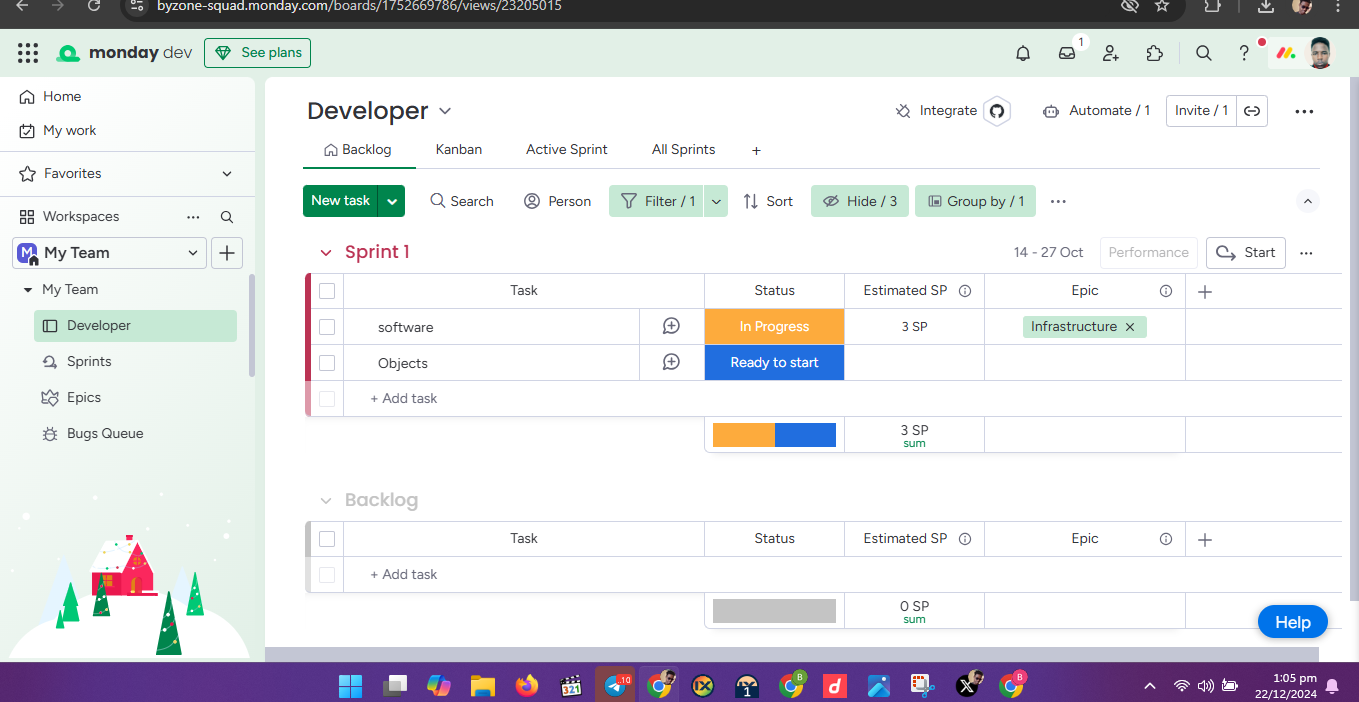 byzone-squad.monday.com/boards/1752669786/views/23205015
monday dev
See plans
1
?
Home
My work
Favorites
Workspaces
M
My Team
My Team
Developer
Sprints
Epics
Bugs Queue
Developer
Integrate
Automate / 1
Invite / 1
Backlog
Kanban
Active Sprint
All Sprints
+
New task
Search
Person
Filter / 1
Sort
Hide / 3
Group by / 1
Sprint 1
14 - 27 Oct
Performance
Start
Task
Status
Estimated SP
Epic
+
software
In Progress
3 SP
Infrastructure
Objects
Ready to start
+ Add task
3 SP
sum
Backlog
Task
Status
Estimated SP
Epic
+
+ Add task
0 SP
sum
Help
321
10
1
B
d
X
8
1:05 pm
22/12/2024